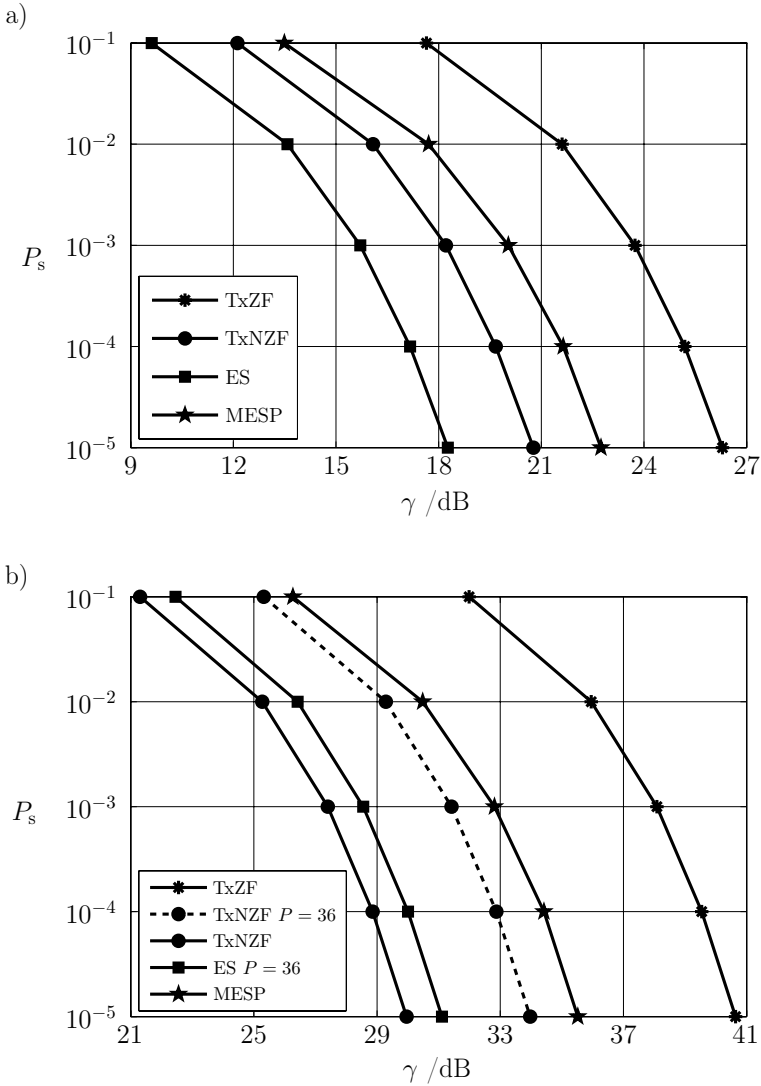 a)
10^-1
10^-2
10^-3
10^-4
10^-5
P_s
TxZF
TxNZF
ES
MESP
9 12 15 18 21 24 27
γ /dB
b)
10^-1
10^-2
10^-3
10^-4
10^-5
P_s
TxZF
TxNZF P = 36
TxNZF
ES P = 36
MESP
21 25 29 33 37 41
γ /dB